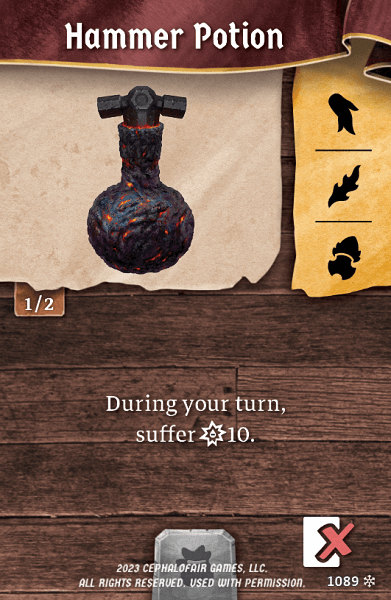 Hammer Potion
1/2
During your turn,
suffer 10.
2023 CEPHALOFAIR GAMES, LLC.
ALL RIGHTS RESERVED. USED WITH PERMISSION.
1089